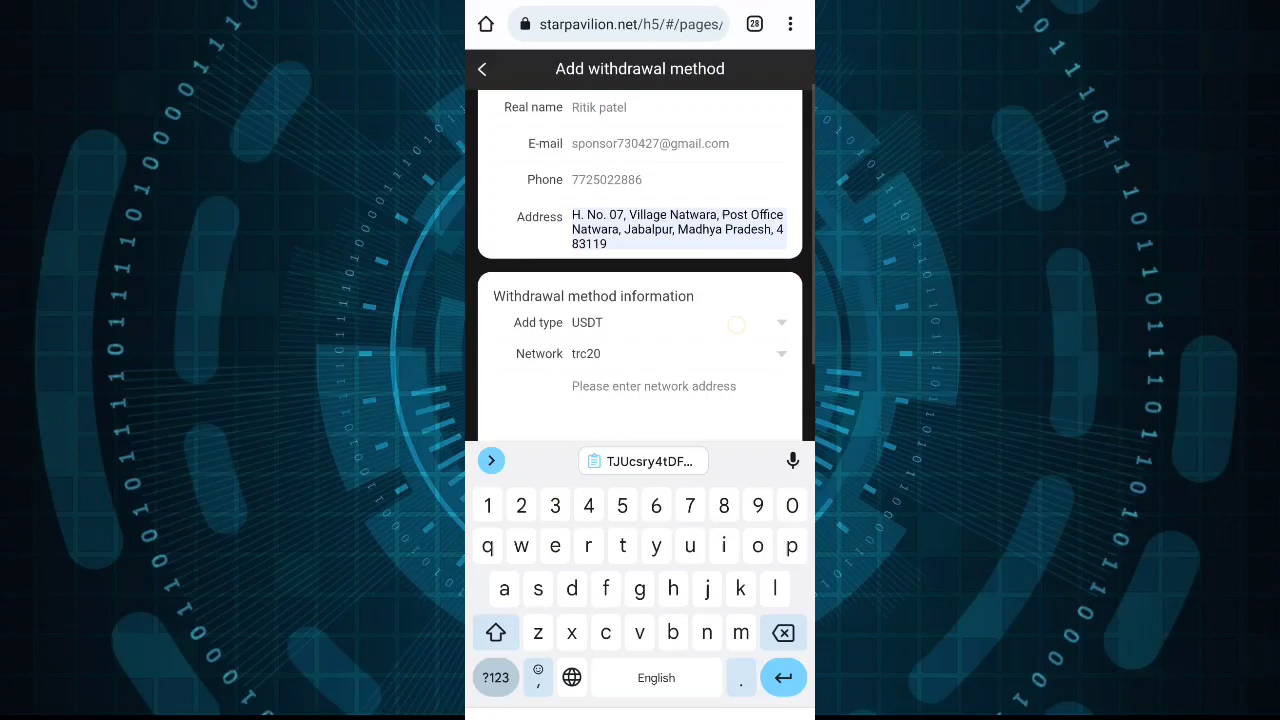 starpavilion.net/h5/#/pages/
28
Add withdrawal method
Real name Ritik patel
E-mail sponsor730427@gmail.com
Phone 7725022886
Address H. No. 07, Village Natwara, Post Office
Natwara, Jabalpur, Madhya Pradesh, 4
83119
Withdrawal method information
Add type USDT
Network trc20
Please enter network address
TJUcsry4tDF...
1 2 3 4 5 6 7 8 9 0
q w e r t y u i o p
a s d f g h j k l
z x c v b n m
?123 , English .